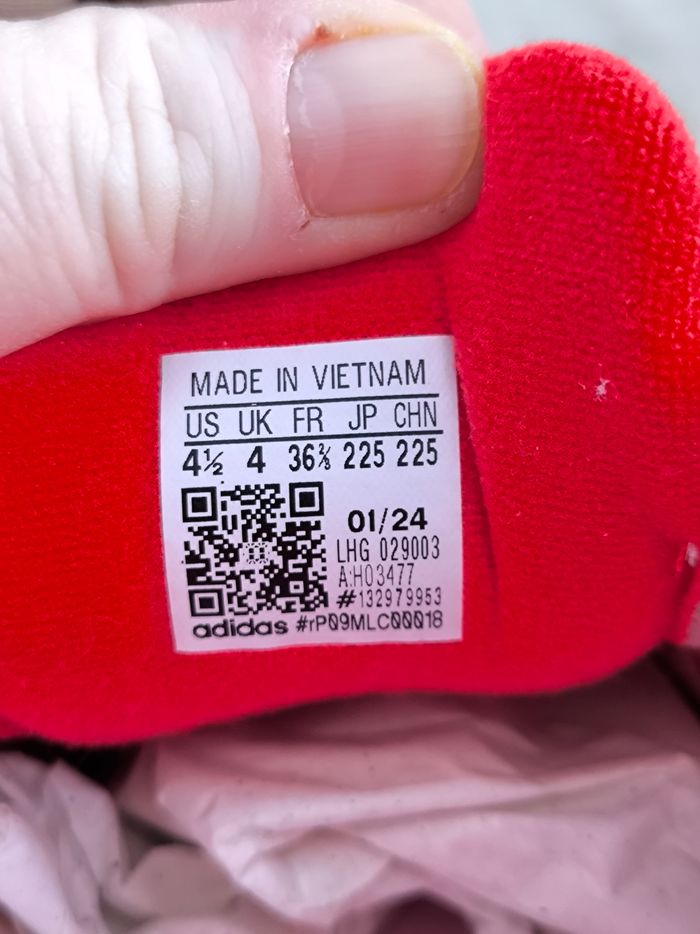 MADE IN VIETNAM
US UK FR JP CHN
4½ 4 36⅔ 225 225
01/24
LHG 029003
A:H03477
#132979953
adidas #rP09MLC00018